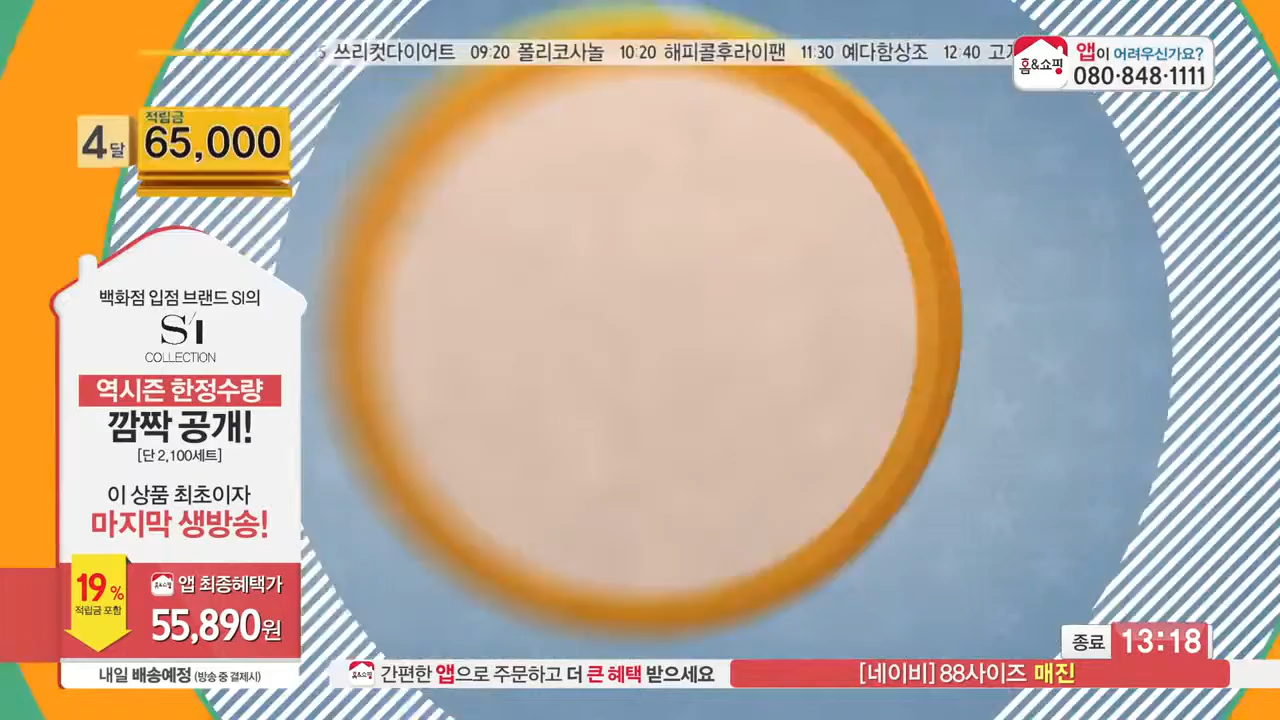 쓰리컷다이어트 09:20 폴리코사놀 10:20 해피콜후라이팬 11:30 예다함상조 12:40
홈&쇼핑
앱이 어려우신가요?
080·848·1111
4달
적립금
65,000
백화점 입점 브랜드 SI의
S/I
COLLECTION
역시즌 한정수량
깜짝 공개!
[단 2,100세트]
이 상품 최초이자
마지막 생방송!
19%
적립금 포함
홈&쇼핑 앱 최종혜택가
55,890원
내일 배송예정 (방송 중 결제시)
종료 13:18
홈&쇼핑 간편한 앱으로 주문하고 더 큰 혜택 받으세요
[네이비] 88사이즈 매진